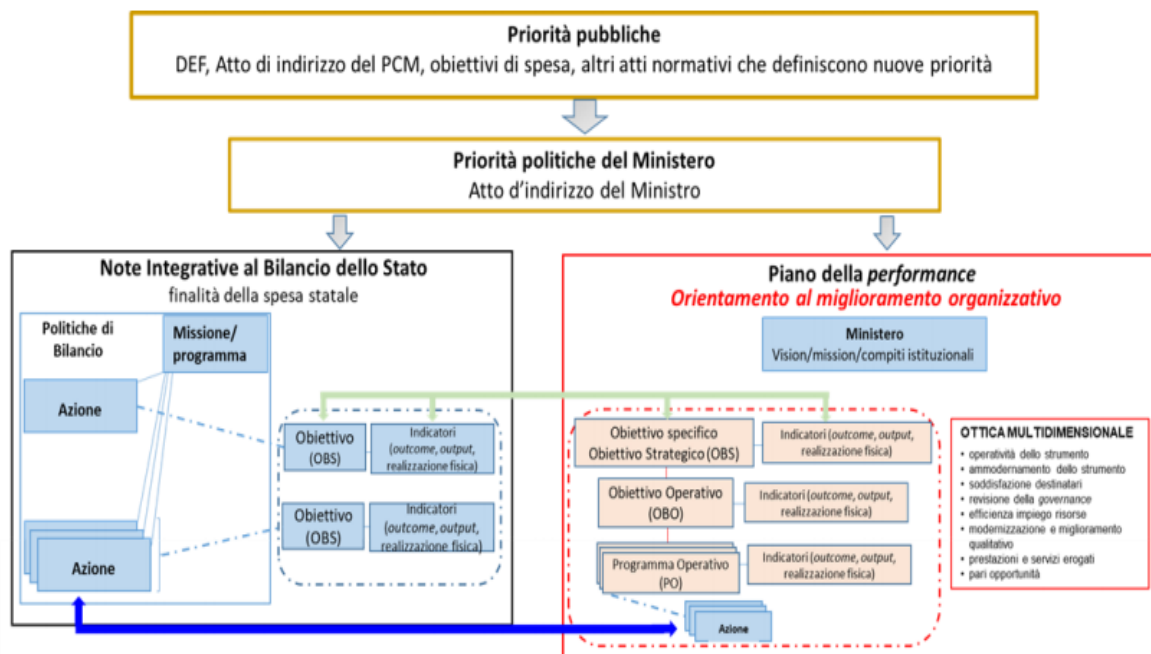 Priorità pubbliche
DEF, Atto di indirizzo del PCM, obiettivi di spesa, altri atti normativi che definiscono nuove priorità
Priorità politiche del Ministero
Atto d'indirizzo del Ministro
Note Integrative al Bilancio dello Stato
finalità della spesa statale
Politiche di
Bilancio
Missione/
programma
Azione
Azione
Obiettivo
(OBS)
Indicatori
(outcome, output,
realizzazione fisica)
Obiettivo
(OBS)
Indicatori
(outcome, output,
realizzazione fisica)
Piano della performance
Orientamento al miglioramento organizzativo
Ministero
Vision/mission/compiti istituzionali
Obiettivo specifico
Obiettivo Strategico (OBS)
Indicatori (outcome, output,
realizzazione fisica)
Obiettivo Operativo
(OBO)
Indicatori (outcome, output,
realizzazione fisica)
Programma Operativo
(PO)
Indicatori (outcome, output,
realizzazione fisica)
Azione
OTTICA MULTIDIMENSIONALE
• operatività dello strumento
• ammodernamento dello strumento
• soddisfazione destinatari
• revisione della governance
• efficienza impiego risorse
• modernizzazione e miglioramento
qualitativo
• prestazioni e servizi erogati
• pari opportunità